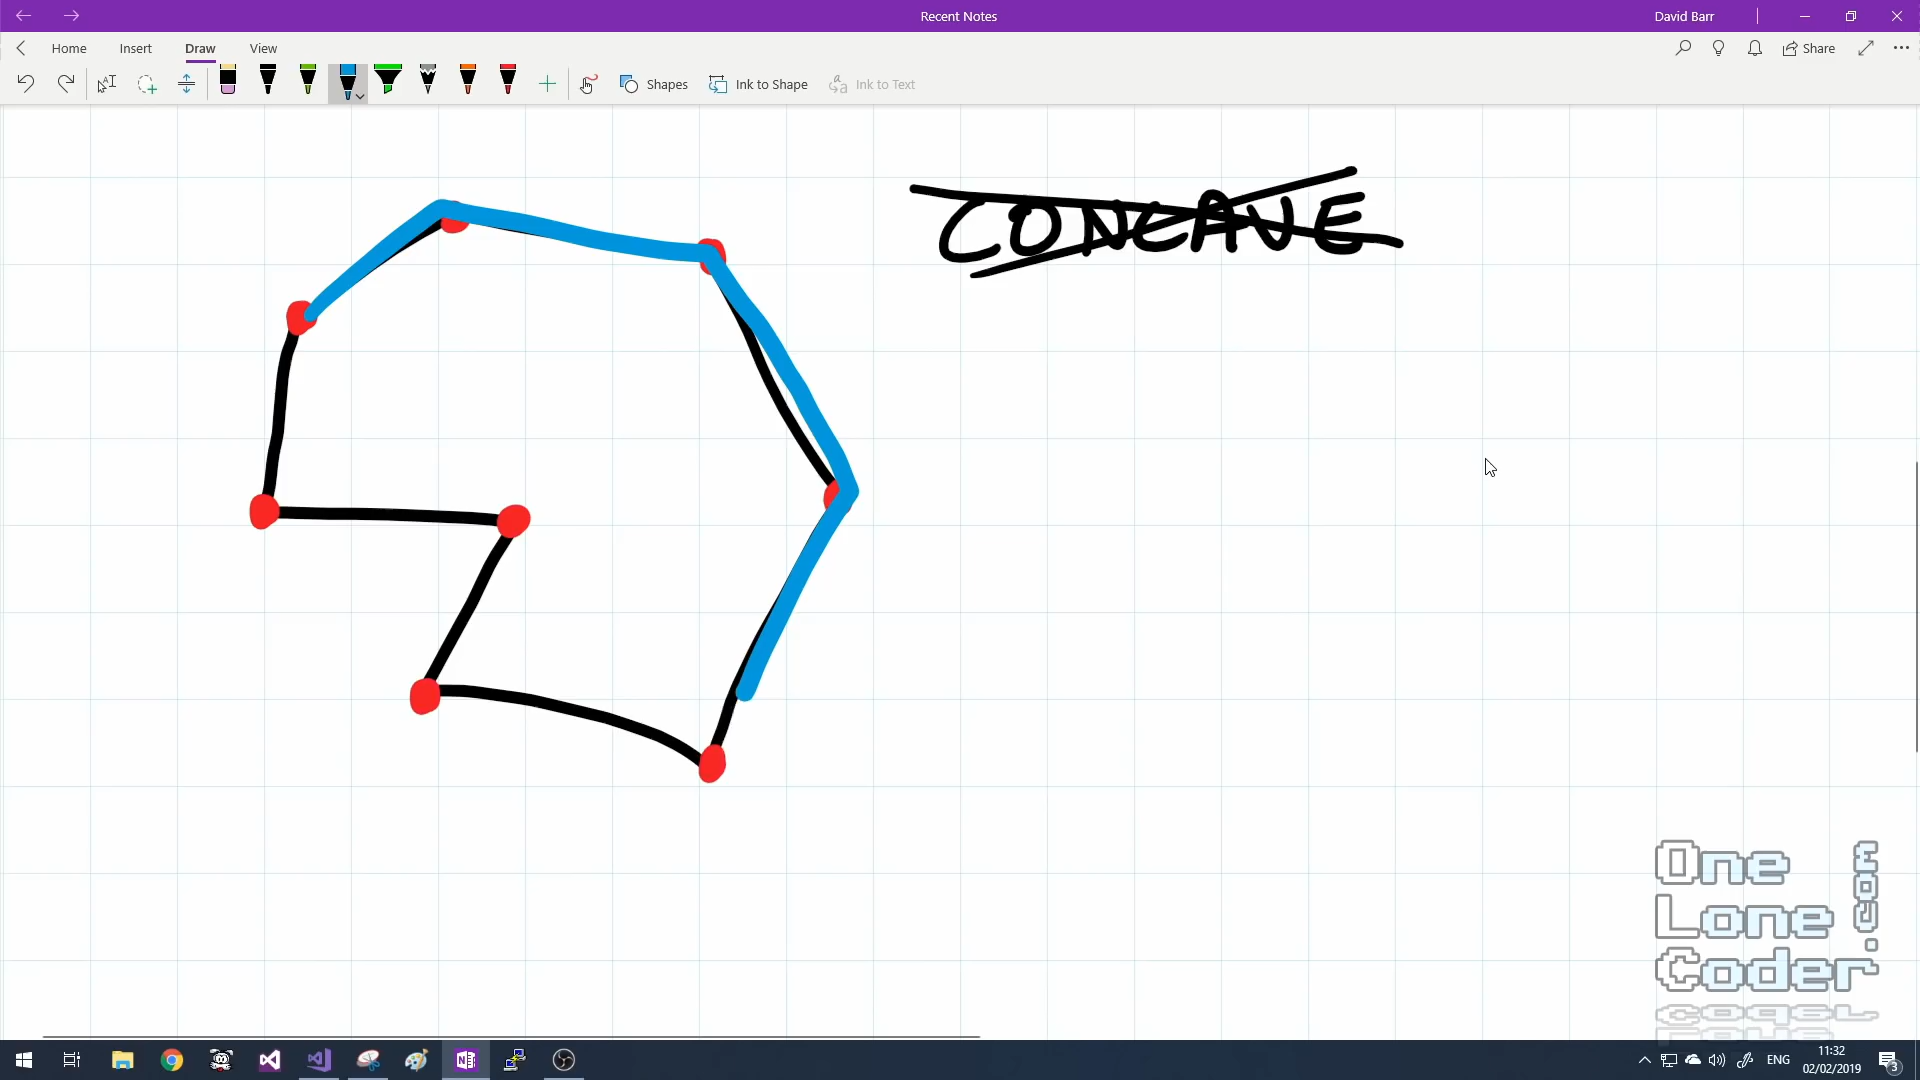 Recent Notes
David Barr
Home
Insert
Draw
View
Share
Shapes
Ink to Shape
Ink to Text
CONCAVE
One
Lone
Coder
.com
ENG
11:32
02/02/2019
3